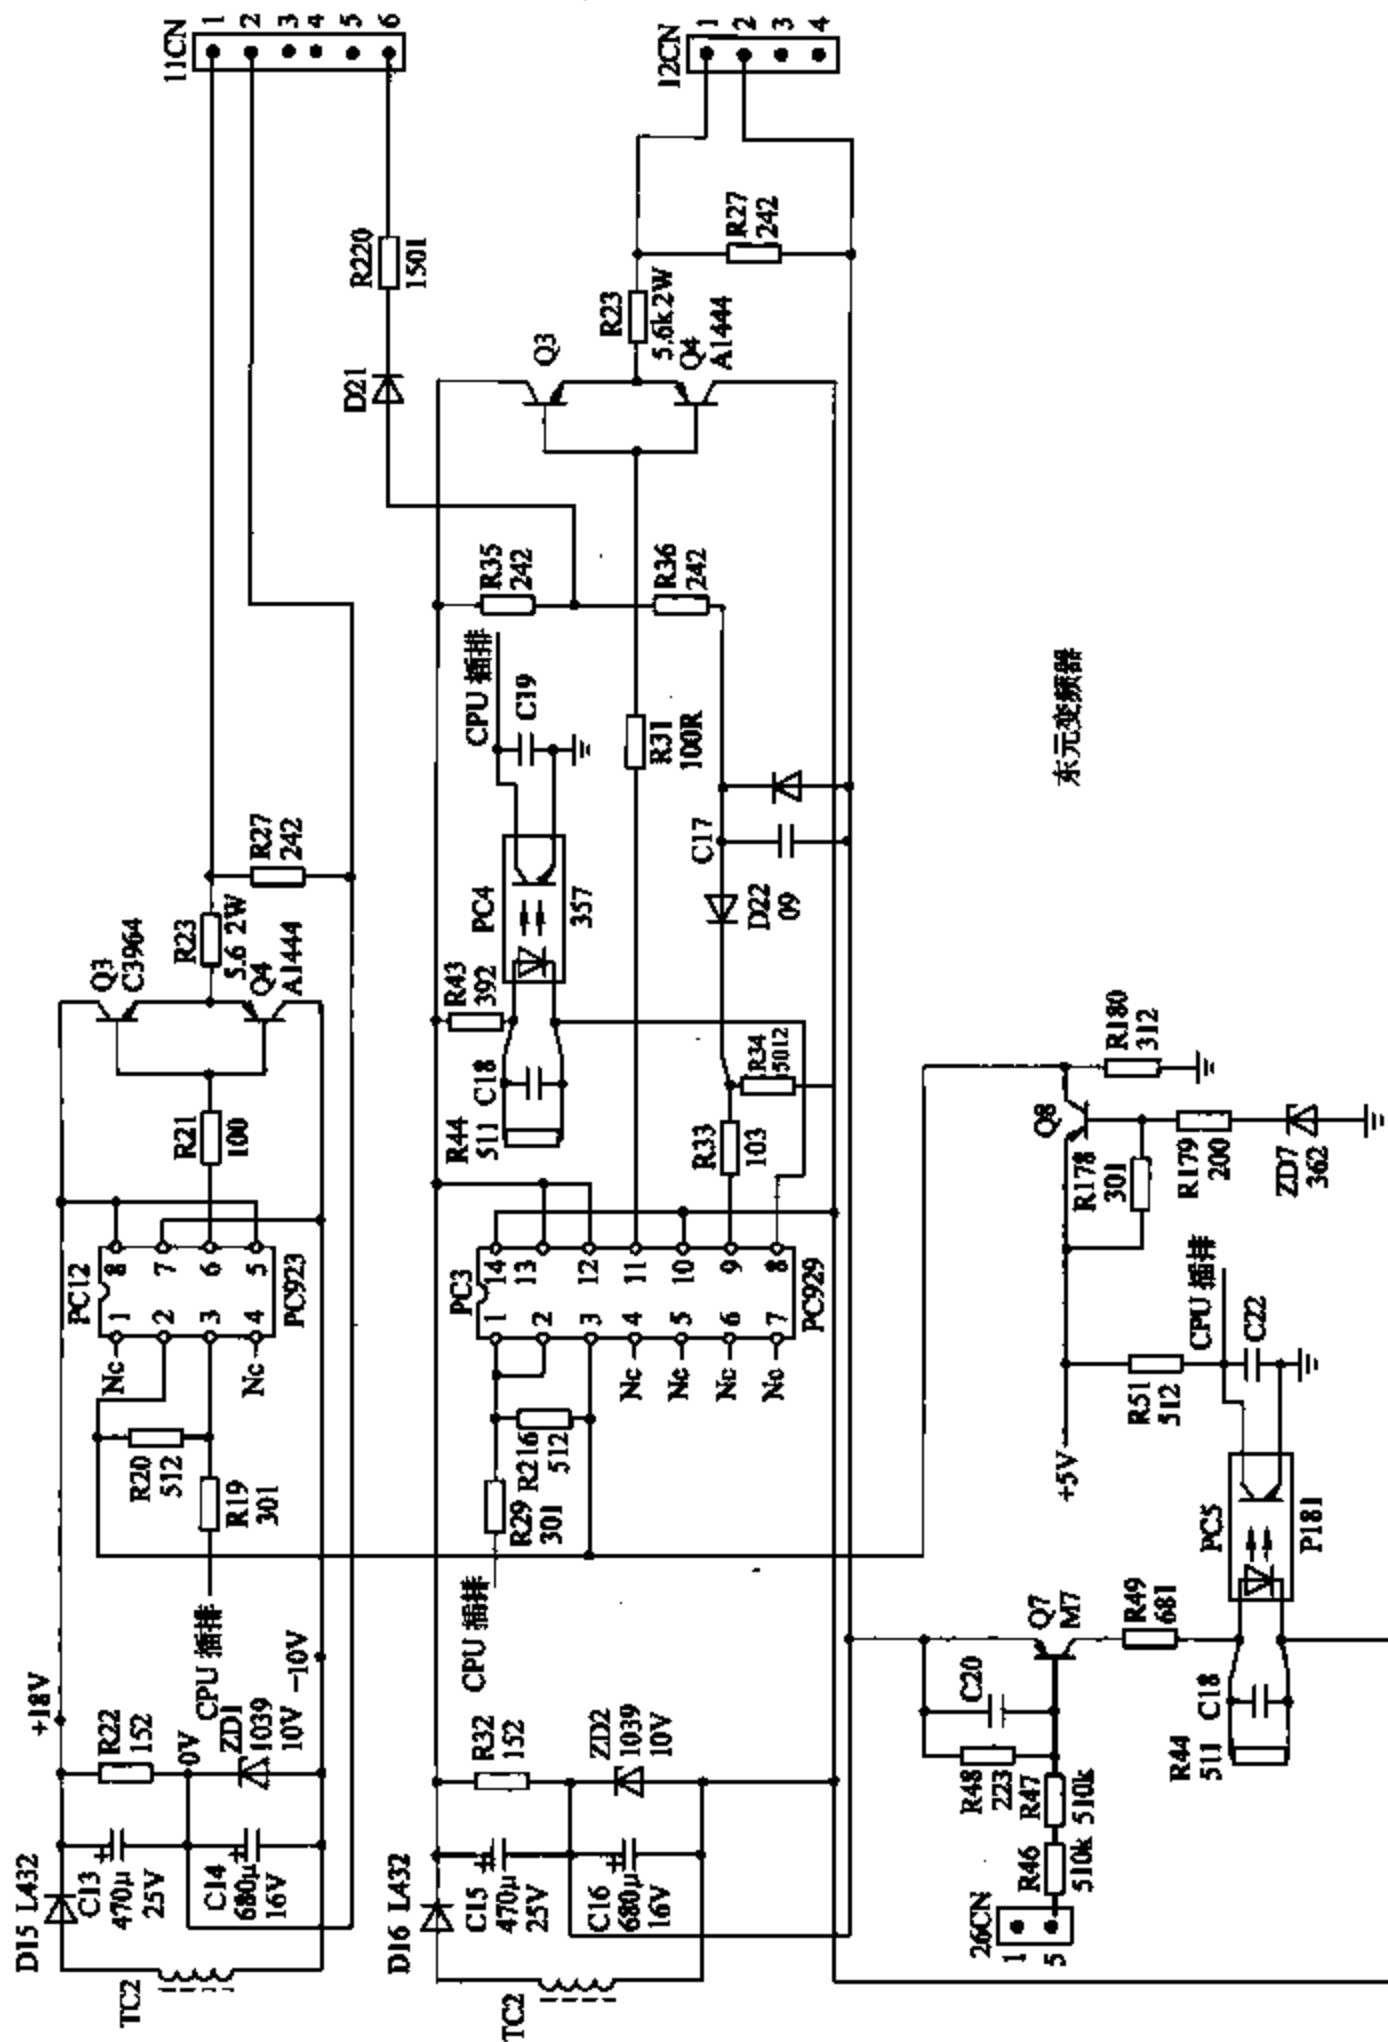 D15 L432
TC2
C13
470μ
25V
C14
680μ
16V
+18V
R22
152
0V
ZD1
1039
10V
-10V
CPU 插排
R20
512
R19
301
PC12
1
2
3
4
8
7
6
5
Nc
Nc
PC923
R21
100
Q3
C3964
Q4
A1444
R23
5.6 2W
R27
242
11CN
1
2
3
4
5
6
D21
R220
1501
D16 L432
TC2
C15
470μ
25V
C16
680μ
16V
R32
152
ZD2
1039
10V
CPU 插排
R29
301
R216
512
PC3
1
2
3
4
5
6
7
14
13
12
11
10
9
8
Nc
Nc
Nc
Nc
PC929
R44
511
C18
R43
392
PC4
357
CPU 插排
C19
R35
242
R36
242
R31
100R
R33
103
R34
15012
D22
09
C17
Q3
Q4
A1444
R23
5.6k2W
R27
242
12CN
1
2
3
4
26CN
1
5
R46
510k
R47
510k
R48
223
C20
Q7
M7
R49
681
R44
511
C18
PC5
P181
+5V
R51
512
CPU 插排
C22
R178
301
Q8
R179
200
ZD7
362
R180
312
东元变频器